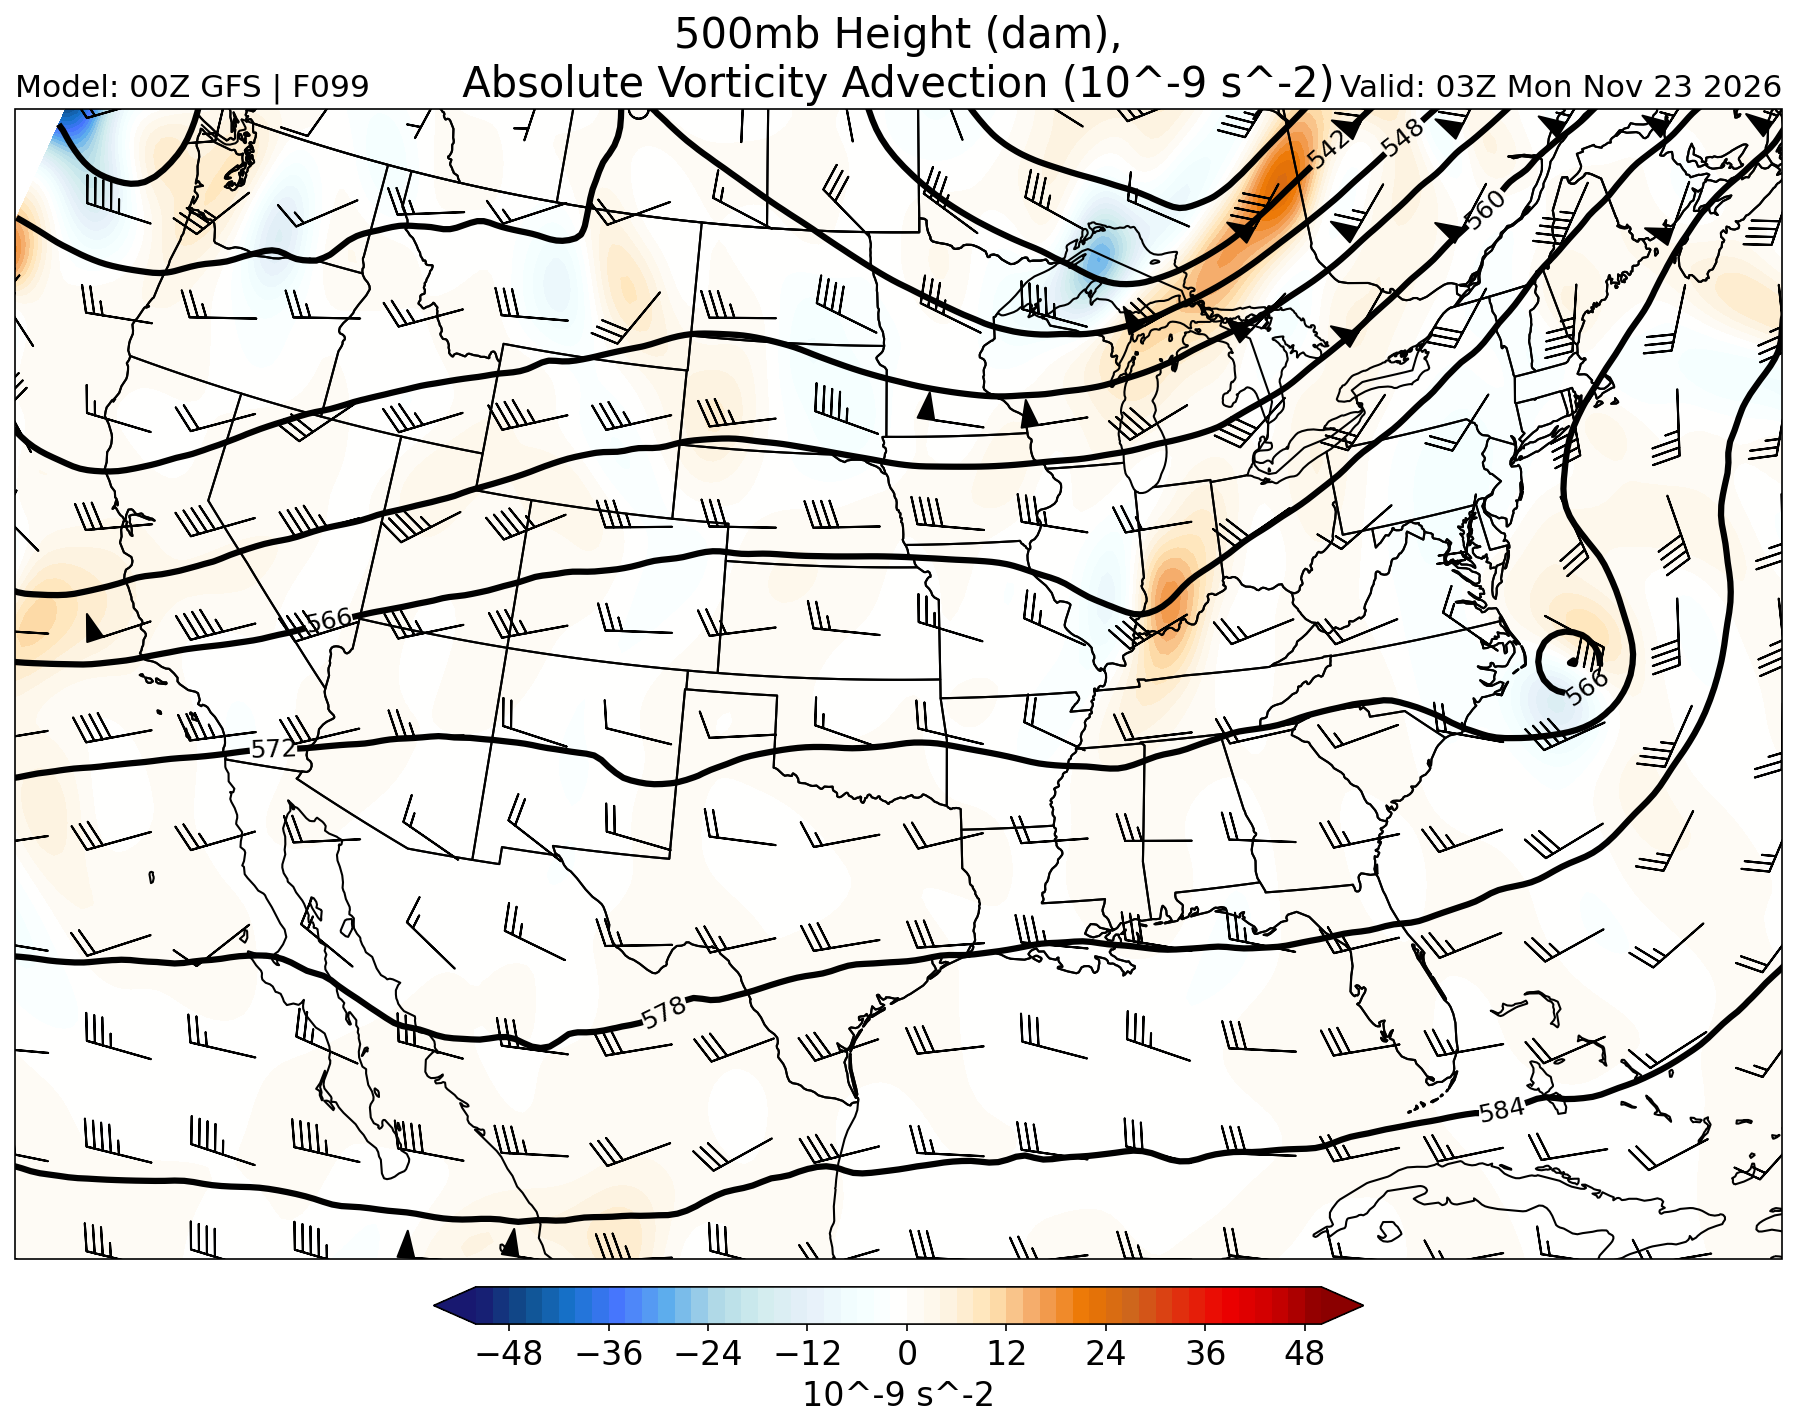 500mb Height (dam),
Model: 00Z GFS | F099
Absolute Vorticity Advection (10^-9 s^-2)
Valid: 03Z Mon Nov 23 2026
542
548
560
566
566
572
578
584
−48 −36 −24 −12 0 12 24 36 48
10^-9 s^-2